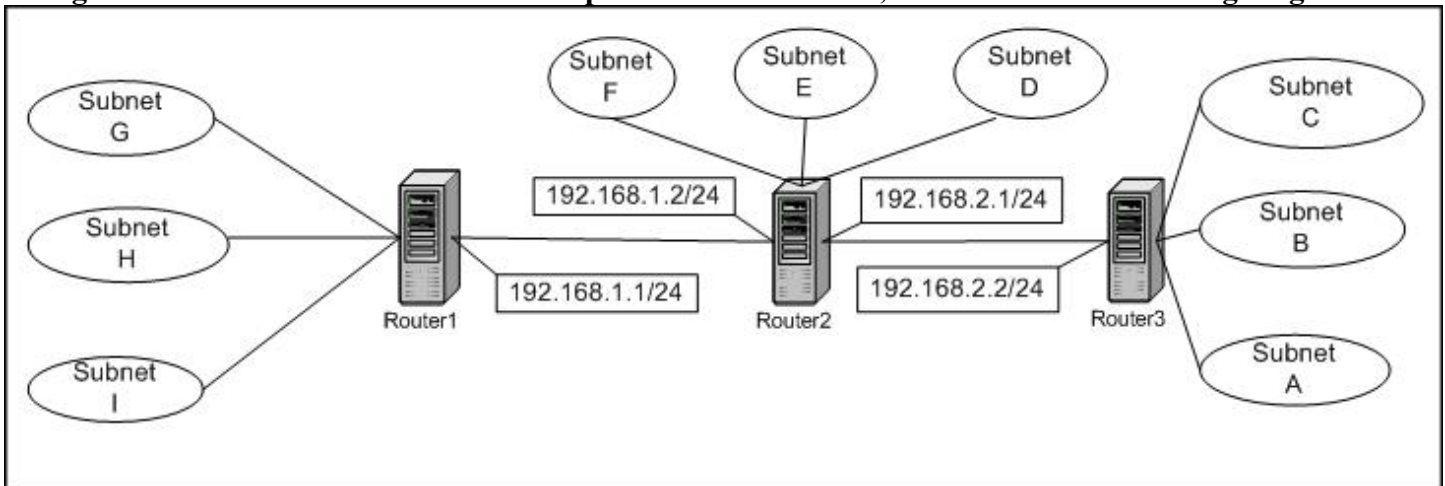 Subnet
F
Subnet
E
Subnet
D
Subnet
G
Subnet
C
192.168.1.2/24
192.168.2.1/24
Subnet
H
Subnet
B
192.168.1.1/24
192.168.2.2/24
Router1
Router2
Router3
Subnet
I
Subnet
A